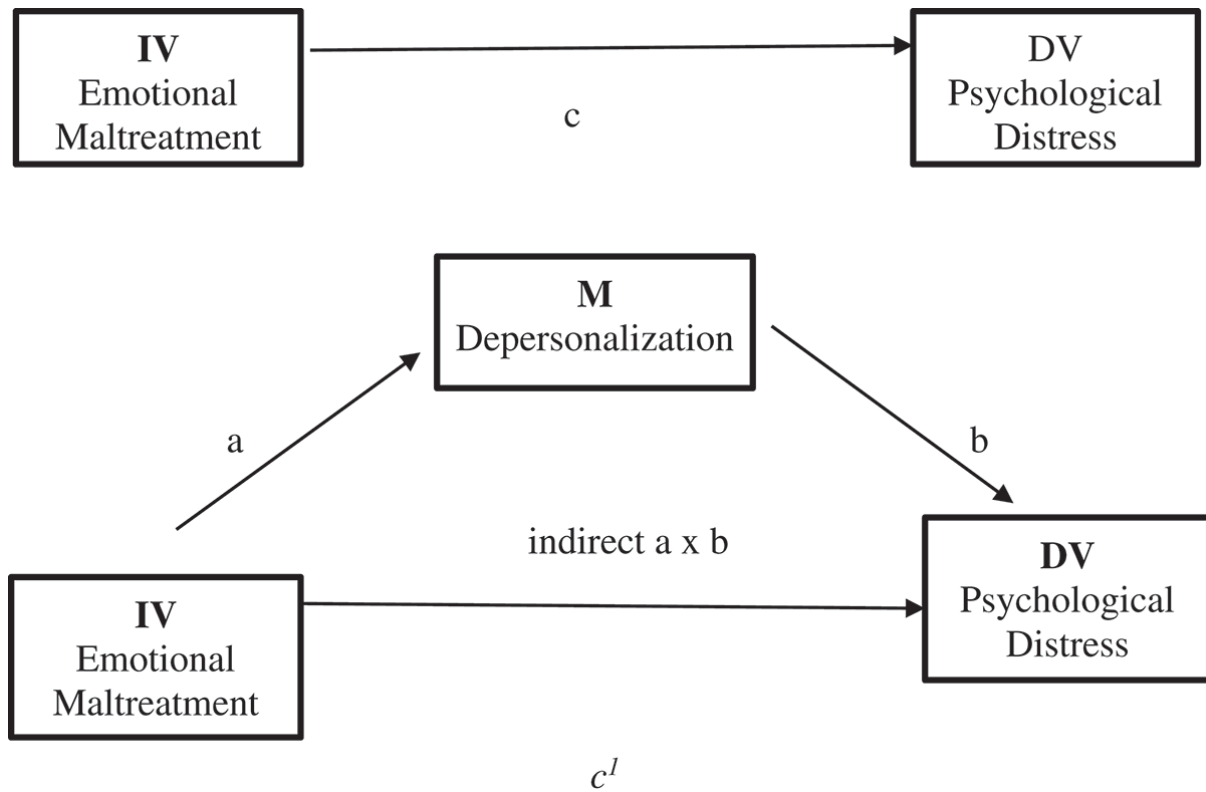 IV
Emotional
Maltreatment
c
DV
Psychological
Distress
M
Depersonalization
a
b
indirect a x b
IV
Emotional
Maltreatment
DV
Psychological
Distress
c¹